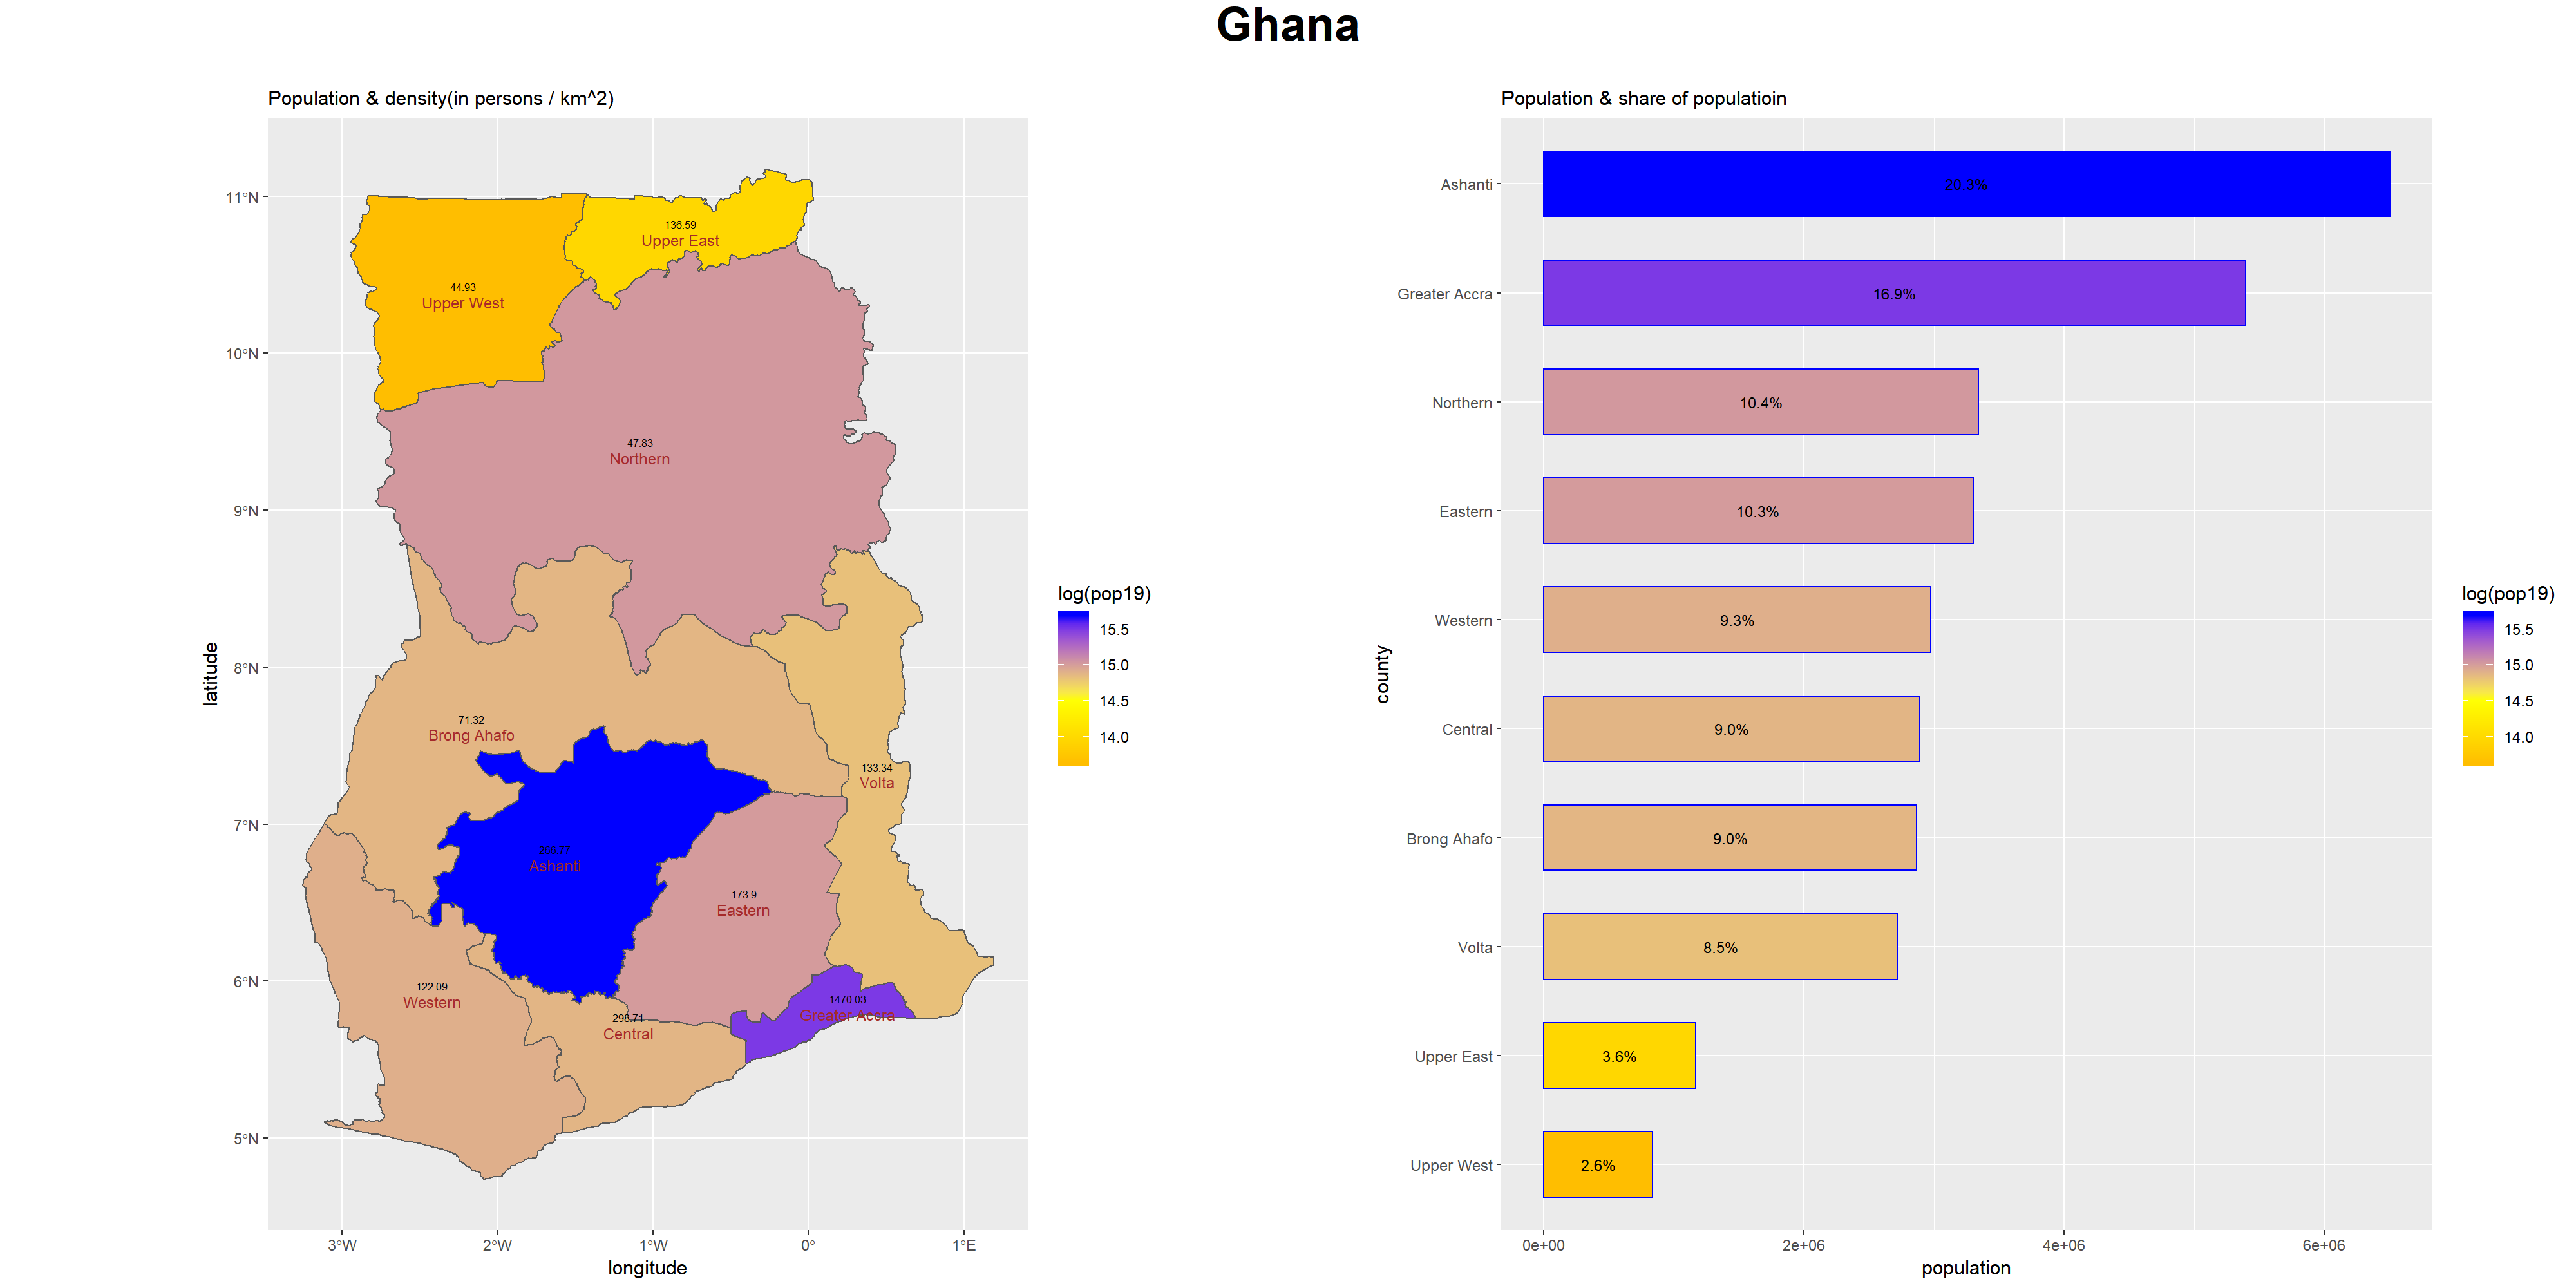 Ghana
Population & density(in persons / km^2)
11°N
10°N
9°N
8°N
7°N
6°N
5°N
latitude
136.59
Upper East
44.93
Upper West
47.83
Northern
71.32
Brong Ahafo
133.34
Volta
Ashanti
173.9
Eastern
122.09
Western
1470.03
Greater Accra
298.71
Central
3°W
2°W
1°W
0°
1°E
longitude
log(pop19)
15.5
15.0
14.5
14.0
Population & share of populatioin
county
Ashanti
20.3%
Greater Accra
16.9%
Northern
10.4%
Eastern
10.3%
Western
9.3%
Central
9.0%
Brong Ahafo
9.0%
Volta
8.5%
Upper East
3.6%
Upper West
2.6%
0e+00
2e+06
4e+06
6e+06
population
log(pop19)
15.5
15.0
14.5
14.0